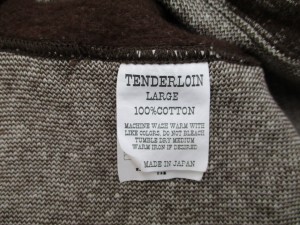 TENDERLOIN
LARGE
100%COTTON
MACHINE WASH WARM WITH
LIKE COLORS, DO NOT BLEACH
TUMBLE DRY MEDIUM
WARM IRON IF DESIRED.
MADE IN JAPAN